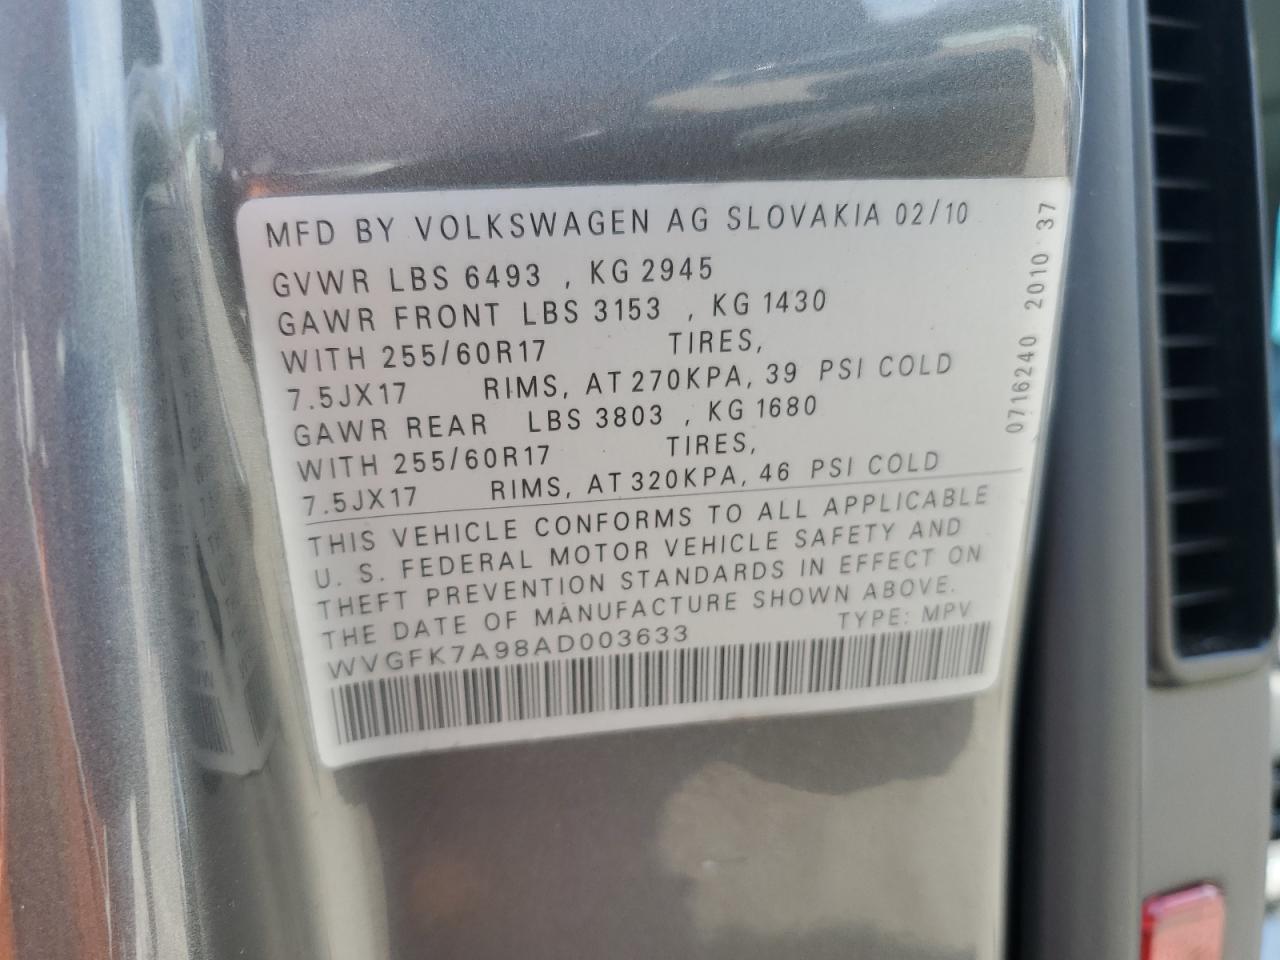 MFD BY VOLKSWAGEN AG SLOVAKIA 02/10
GVWR LBS 6493 , KG 2945
GAWR FRONT LBS 3153 , KG 1430
WITH 255/60R17 TIRES,
7.5JX17 RIMS, AT 270KPA, 39 PSI COLD
GAWR REAR LBS 3803 , KG 1680
WITH 255/60R17 TIRES,
7.5JX17 RIMS, AT 320KPA, 46 PSI COLD
THIS VEHICLE CONFORMS TO ALL APPLICABLE
U. S. FEDERAL MOTOR VEHICLE SAFETY AND
THEFT PREVENTION STANDARDS IN EFFECT ON
THE DATE OF MANUFACTURE SHOWN ABOVE.
WVGFK7A98AD003633 TYPE: MPV
0716240 2010 37